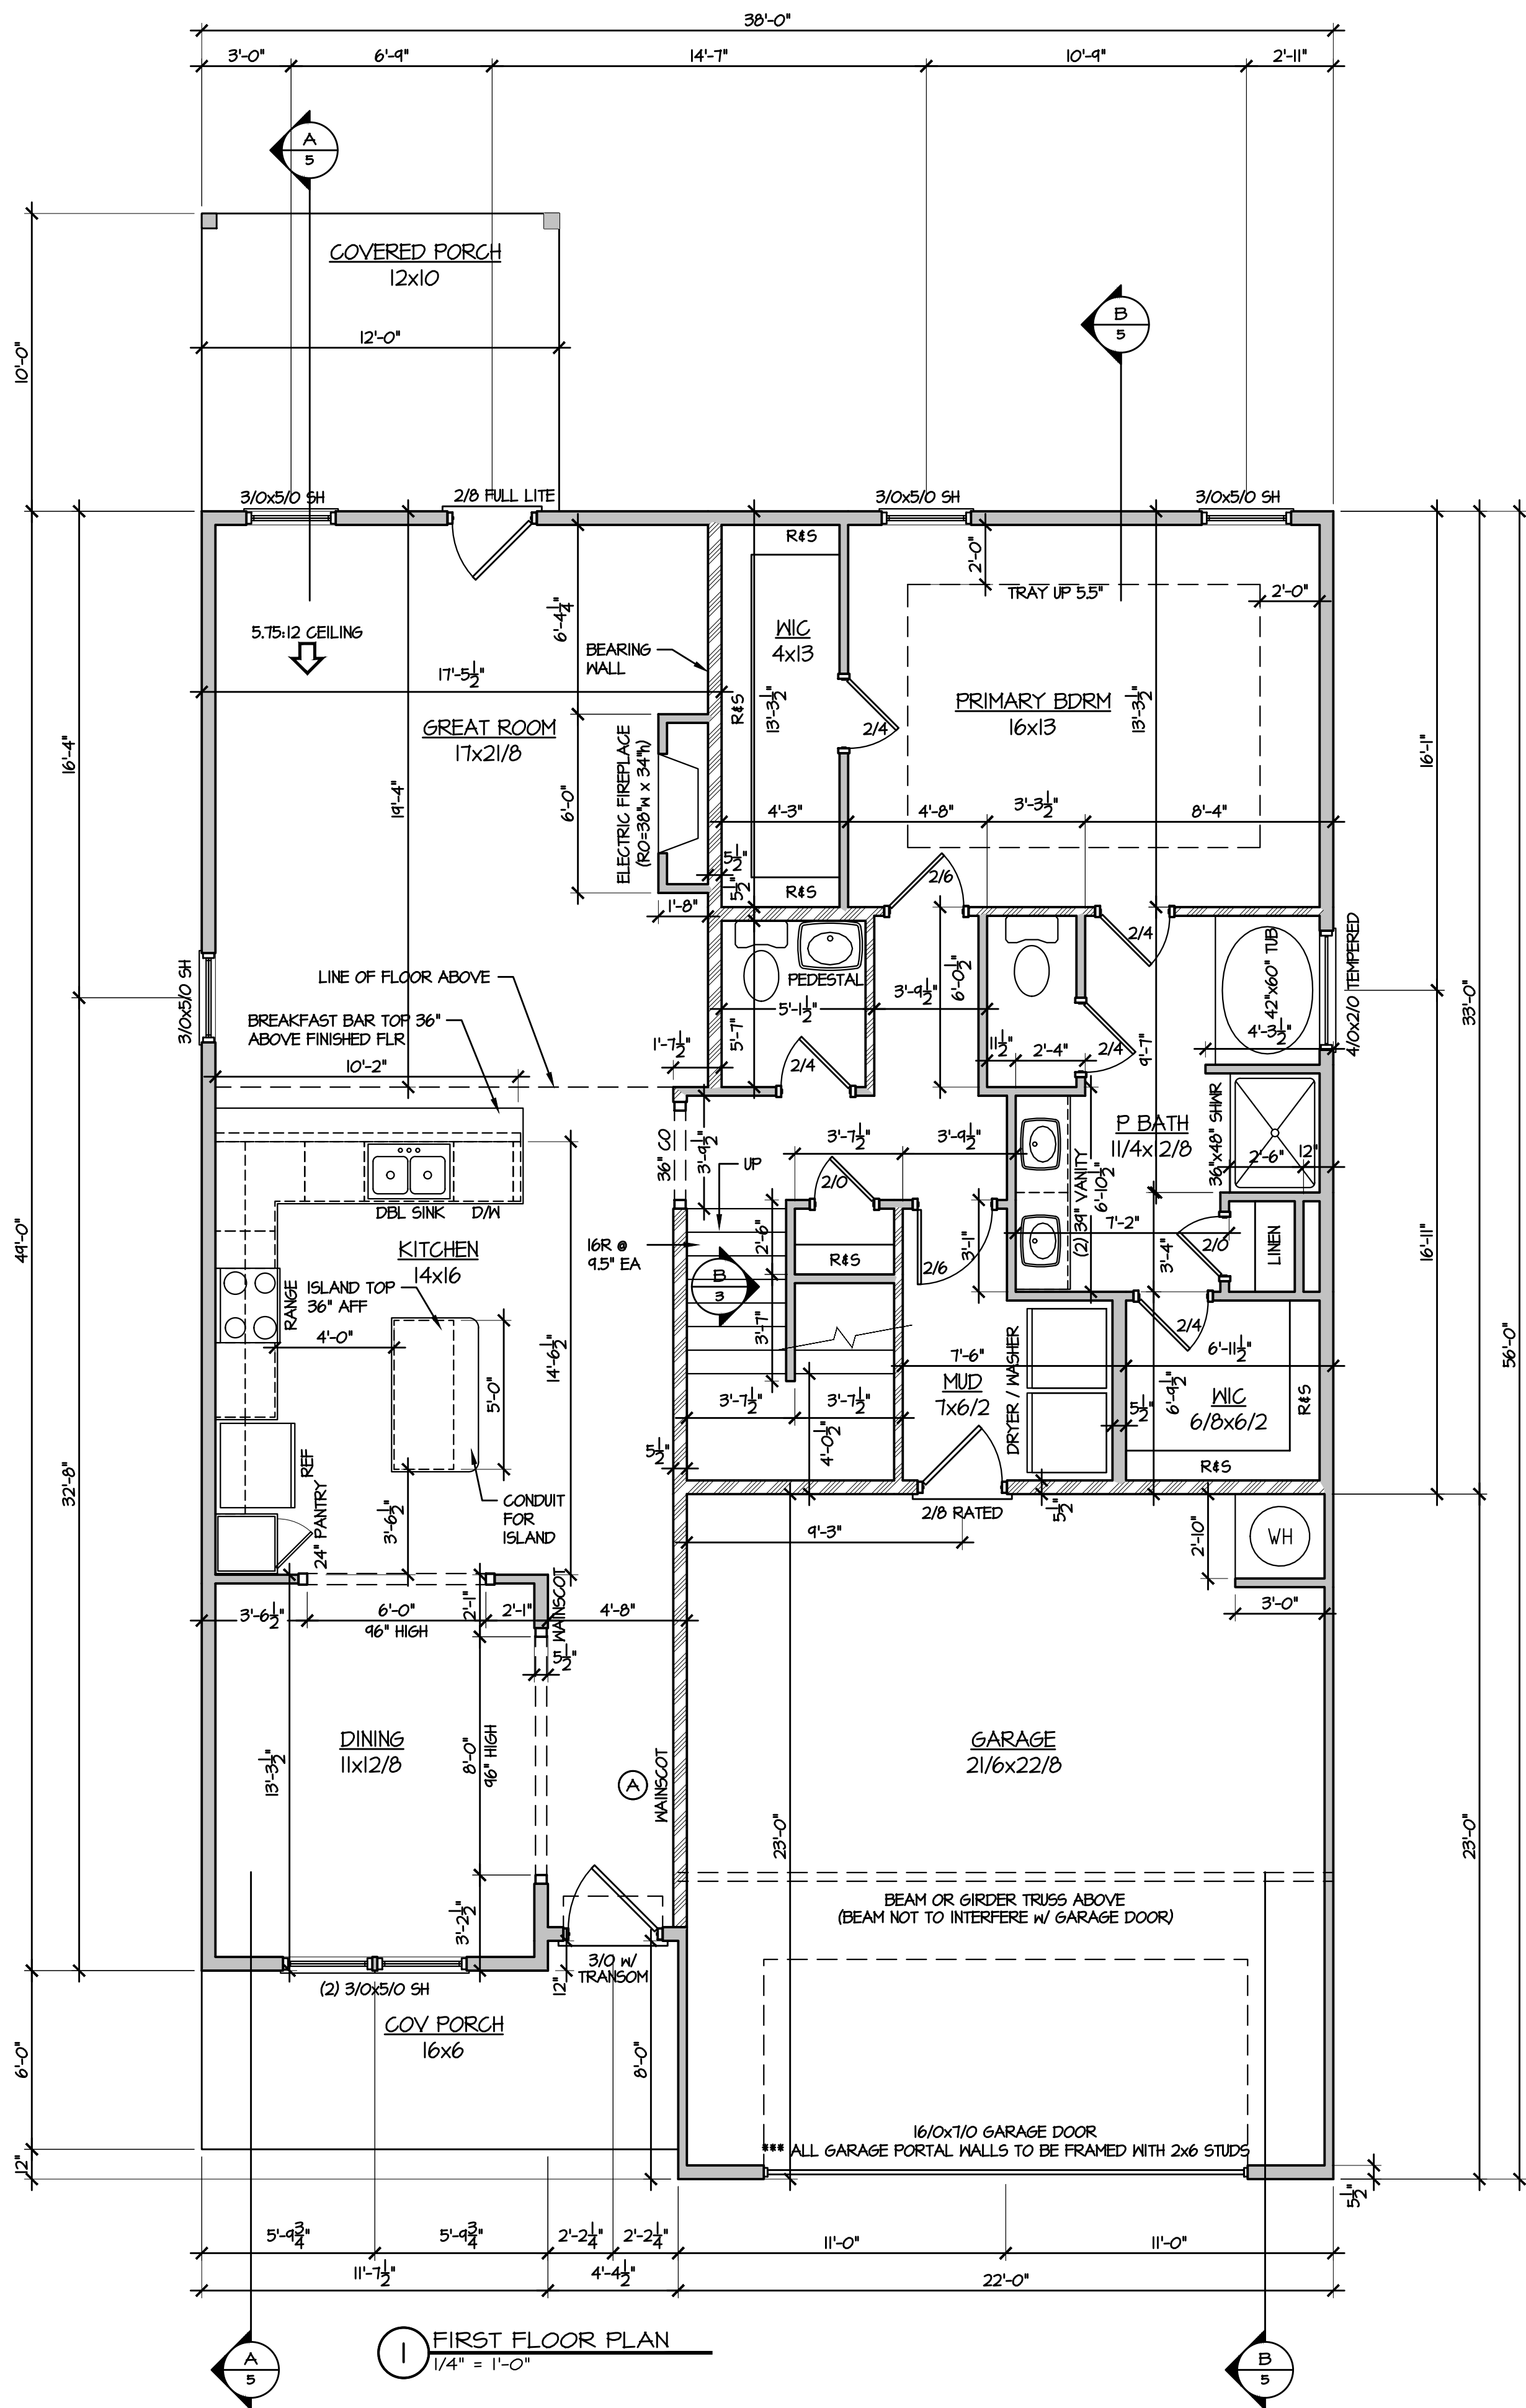 38'-0"
3'-0" 6'-9" 14'-7" 10'-9" 2'-11"
A
5
COVERED PORCH
12x10
12'-0"
10'-0"
B
5
3/0x5/0 SH
2/8 FULL LITE
3/0x5/0 SH
3/0x5/0 SH
R&S
2'-0"
TRAY UP 5.5"
2'-0"
5.75:12 CEILING
6'-4 1/4"
BEARING
WALL
WIC
4x13
17'-5 1/2"
R&S
13'-3 1/2"
PRIMARY BDRM
16x13
13'-3 1/2"
2/4
GREAT ROOM
17x21/8
16'-4"
16'-1"
19'-4"
6'-0"
ELECTRIC FIREPLACE
(RO=38"W x 34"h)
4'-3" 4'-8" 3'-3 1/2" 8'-4"
5 1/2"
5 1/2"
R&S
2/6
1'-8"
2/4
LINE OF FLOOR ABOVE
PEDESTAL
3/0x5/0 SH
BREAKFAST BAR TOP 36"
ABOVE FINISHED FLR
5'-1 1/2"
3'-9 1/2"
6'-0 1/2"
42"x60" TUB
4/0x2/0 TEMPERED
33'-0"
10'-2"
1'-7 1/2"
5'-7"
2/4
11 1/2"
2'-4"
2/4
9'-7"
4'-3 1/2"
36" CO
3'-9 1/2"
3'-7 1/2"
3'-9 1/2"
P BATH
11/4x12/8
36"x48" SHWR
2'-6"
12"
UP
2/0
(2) 39" VANITY
6'-10 1/2"
DBL SINK D/W
49'-0"
KITCHEN
14x16
16R @
9.5" EA
2'-6"
R&S
2/6
3'-1"
7'-2"
3'-4"
2/0
LINEN
16'-11"
B
3
RANGE
ISLAND TOP
36" AFF
4'-0"
14'-6 1/2"
3'-7"
2/4
56'-0"
5'-0"
7'-6"
6'-11 1/2"
MUD
7x6/2
DRYER / WASHER
5 1/2"
6'-9 1/2"
WIC
6/8x6/2
R&S
3'-7 1/2" 3'-7 1/2"
5 1/2"
4'-0 1/2"
REF
32'-8"
R&S
24" PANTRY
3'-6 1/2"
CONDUIT
FOR
ISLAND
2/8 RATED
5 1/2"
9'-3"
2'-10"
WH
3'-6 1/2"
6'-0"
96" HIGH
2'-1"
2'-1"
WAINSCOT
4'-8"
3'-0"
5 1/2"
DINING
11x12/8
13'-3 1/2"
8'-0"
96" HIGH
A
WAINSCOT
GARAGE
21/6x22/8
23'-0"
23'-0"
BEAM OR GIRDER TRUSS ABOVE
(BEAM NOT TO INTERFERE W/ GARAGE DOOR)
3'-2 1/2"
12"
3/0 W/
TRANSOM
(2) 3/0x5/0 SH
COV PORCH
16x6
6'-0"
8'-0"
16/0x7/0 GARAGE DOOR
*** ALL GARAGE PORTAL WALLS TO BE FRAMED WITH 2x6 STUDS
12"
5 1/2"
5'-9 3/4" 5'-9 3/4" 2'-2 1/4" 2'-2 1/4" 11'-0" 11'-0"
11'-7 1/2" 4'-4 1/2" 22'-0"
1 FIRST FLOOR PLAN
1/4" = 1'-0"
A
5
B
5